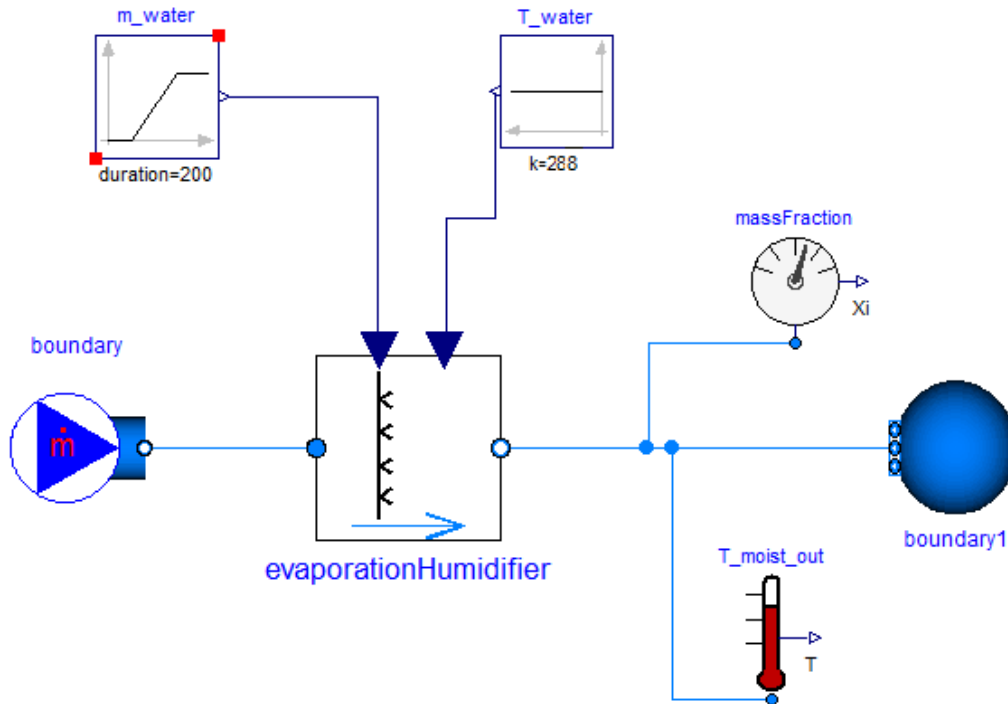 m_water
T_water
duration=200
k=288
massFraction
Xi
boundary
ṁ
evaporationHumidifier
boundary1
T_moist_out
T